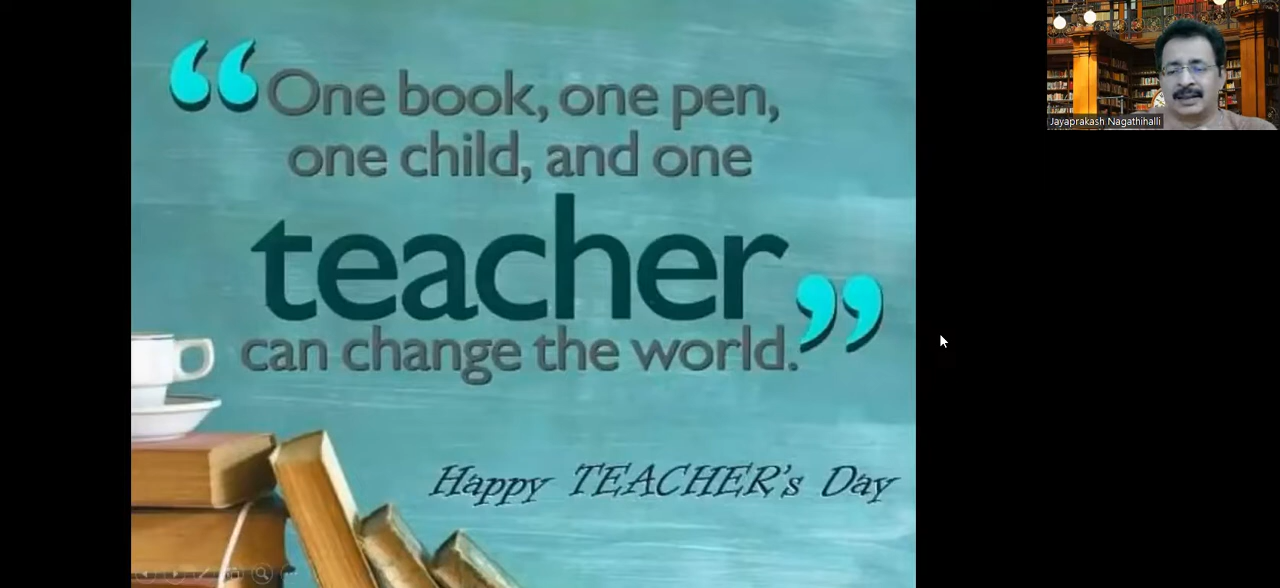 “One book, one pen,
one child, and one
teacher
can change the world.”
Happy TEACHER's Day
Jayaprakash Nagathihalli